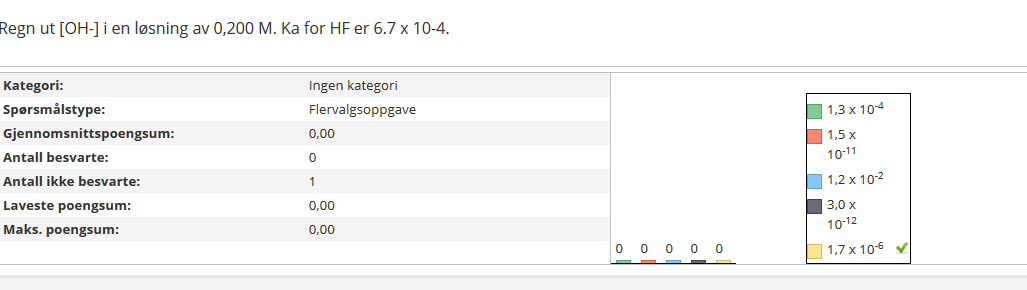 Regn ut [OH-] i en løsning av 0,200 M. Ka for HF er 6.7 x 10-4.
Kategori: Ingen kategori
Spørsmålstype: Flervalgsoppgave
Gjennomsnittspoengsum: 0,00
Antall besvarte: 0
Antall ikke besvarte: 1
Laveste poengsum: 0,00
Maks. poengsum: 0,00
0 0 0 0 0
1,3 x 10⁻⁴
1,5 x
10⁻¹¹
1,2 x 10⁻²
3,0 x
10⁻¹²
1,7 x 10⁻⁶